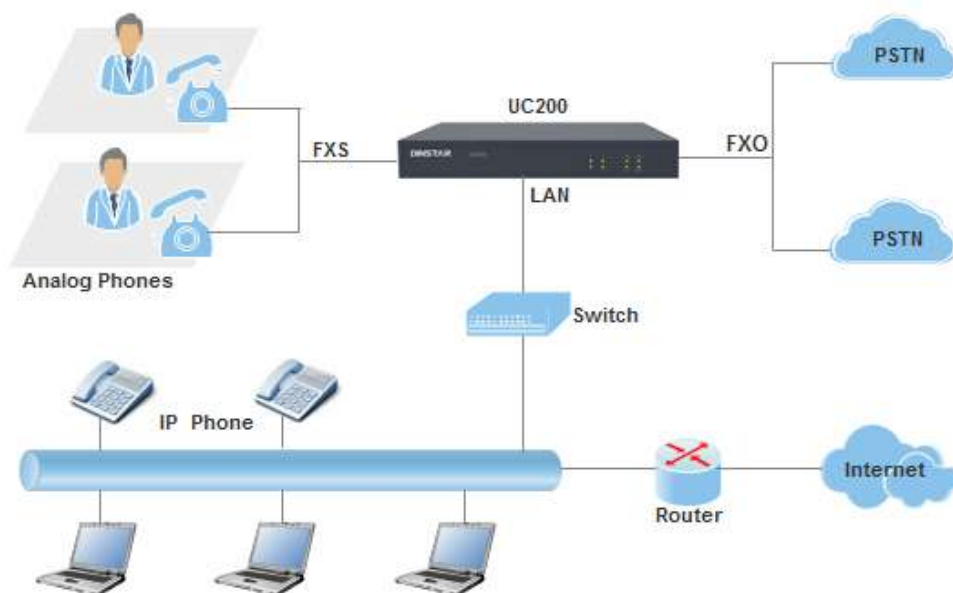 UC200
PSTN
DINSTAR
FXS
FXO
LAN
PSTN
Analog Phones
Switch
IP Phone
Internet
Router